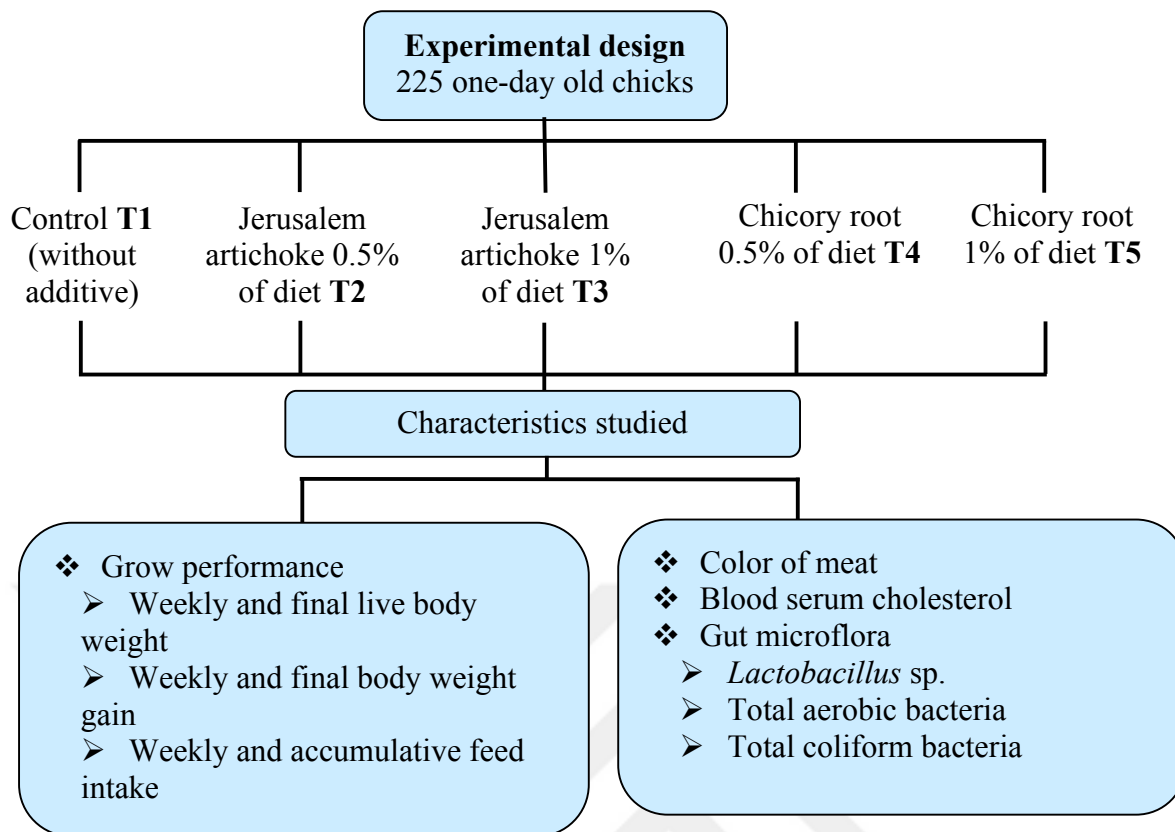 Experimental design
225 one-day old chicks
Control T1
(without
additive)
Jerusalem
artichoke 0.5%
of diet T2
Jerusalem
artichoke 1%
of diet T3
Chicory root
0.5% of diet T4
Chicory root
1% of diet T5
Characteristics studied
❖ Grow performance
➢ Weekly and final live body
weight
➢ Weekly and final body weight
gain
➢ Weekly and accumulative feed
intake
❖ Color of meat
❖ Blood serum cholesterol
❖ Gut microflora
➢ Lactobacillus sp.
➢ Total aerobic bacteria
➢ Total coliform bacteria